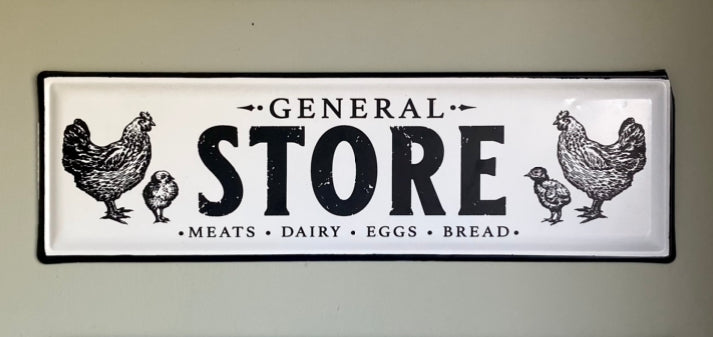 GENERAL
STORE
•MEATS • DAIRY • EGGS • BREAD•